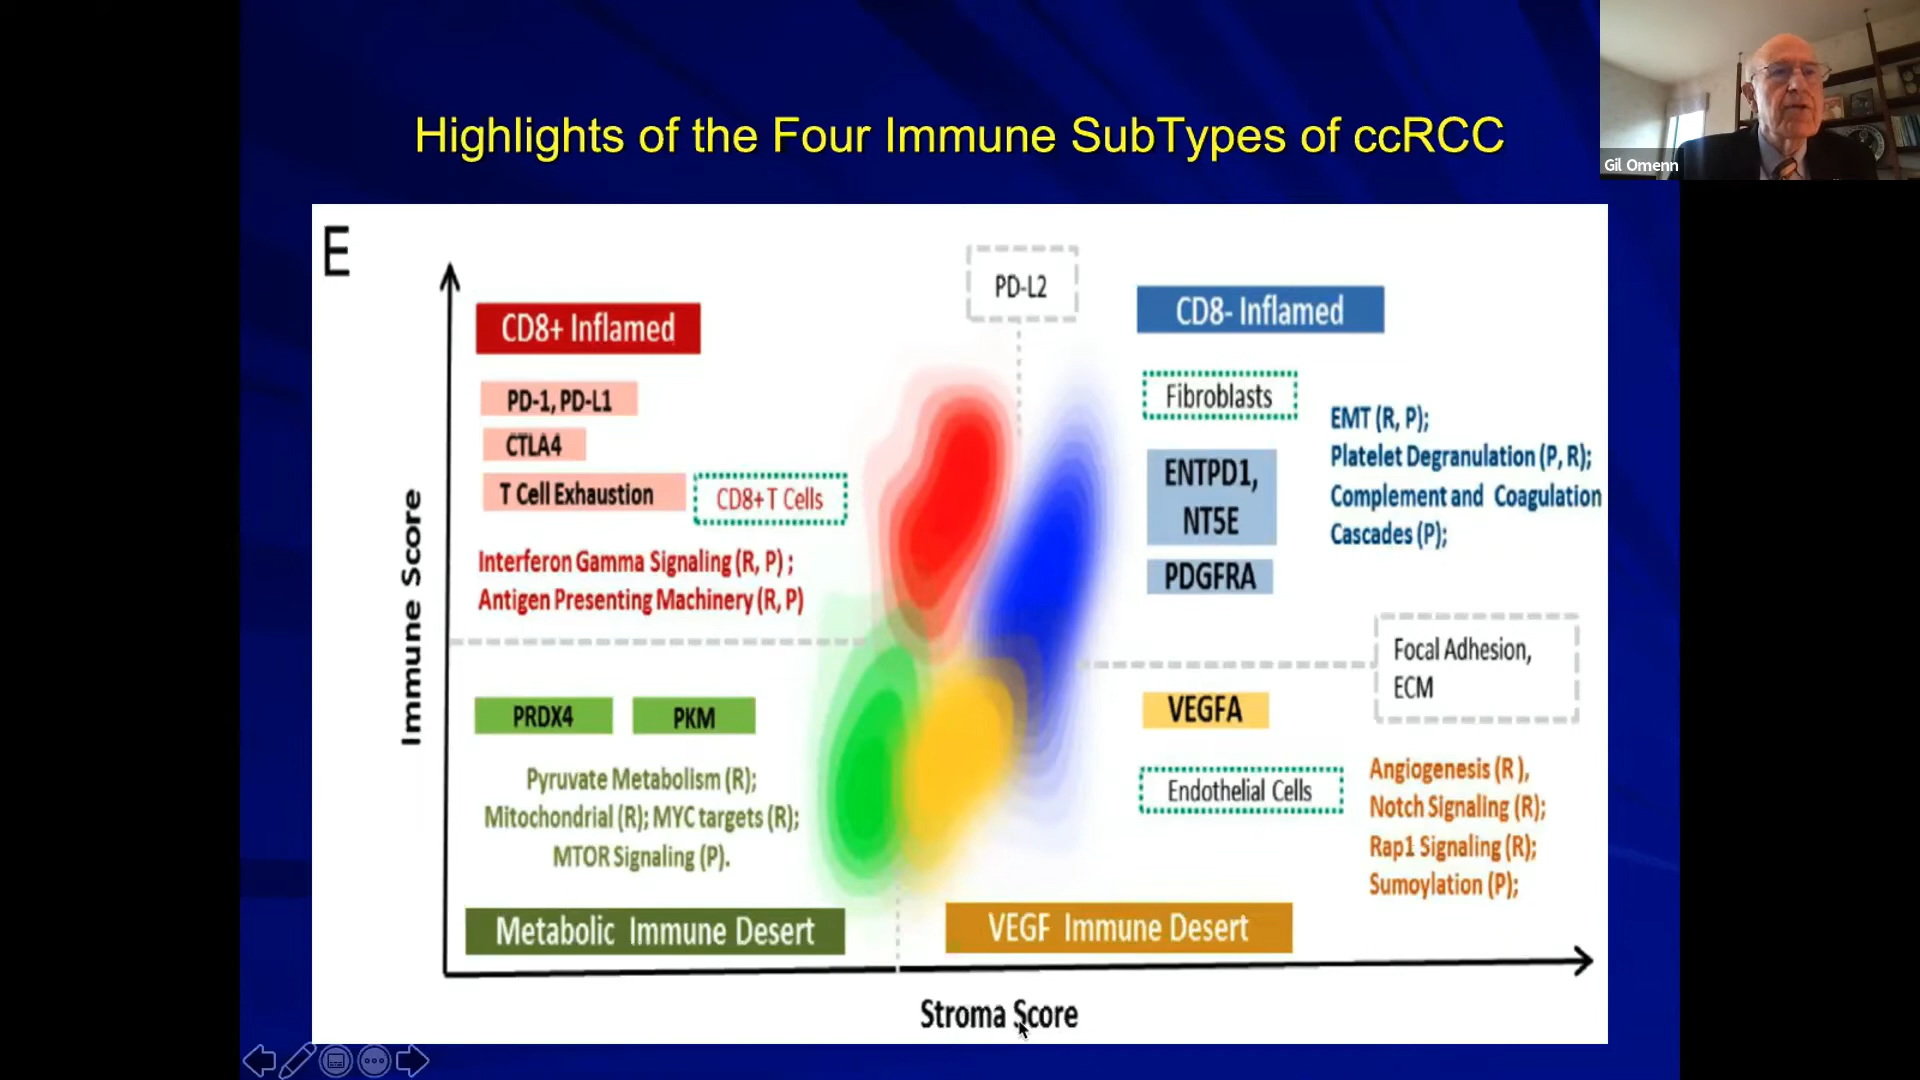 Highlights of the Four Immune SubTypes of ccRCC
Gil Omenn
E
PD-L2
CD8+ Inflamed
CD8- Inflamed
PD-1, PD-L1
CTLA4
T Cell Exhaustion
CD8+T Cells
Interferon Gamma Signaling (R, P) ;
Antigen Presenting Machinery (R, P)
Fibroblasts
ENTPD1,
NT5E
PDGFRA
EMT (R, P);
Platelet Degranulation (P, R);
Complement and Coagulation
Cascades (P);
Immune Score
Focal Adhesion,
ECM
PRDX4
PKM
Pyruvate Metabolism (R);
Mitochondrial (R); MYC targets (R);
MTOR Signaling (P).
VEGFA
Endothelial Cells
Angiogenesis (R ),
Notch Signaling (R);
Rap1 Signaling (R);
Sumoylation (P);
Metabolic Immune Desert
VEGF Immune Desert
Stroma Score